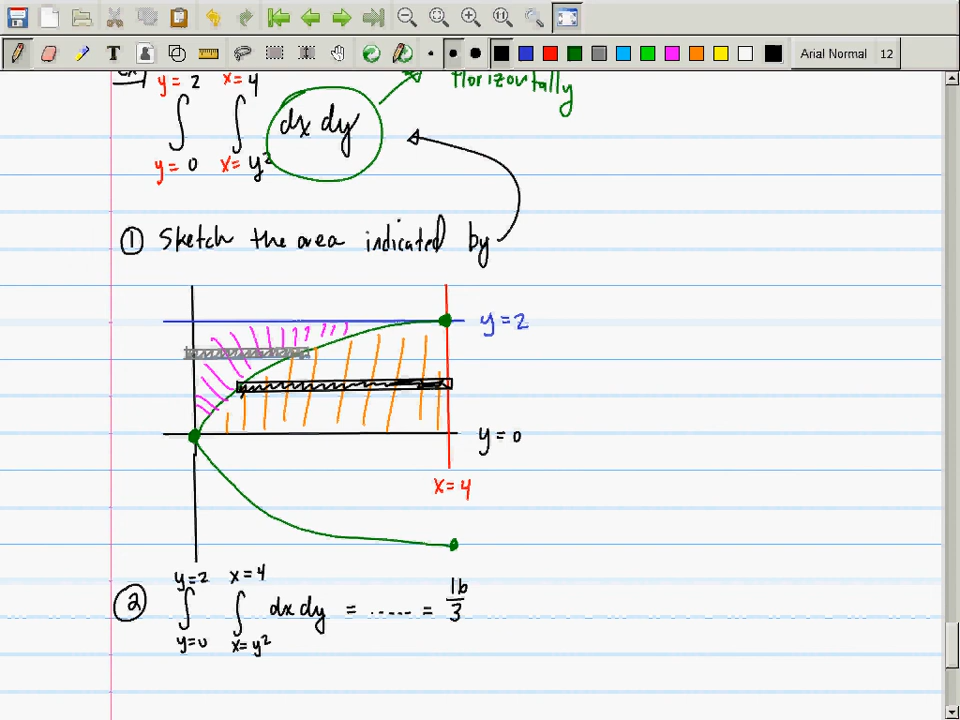 T
Arial Normal 12
Ex
y = 2 x = 4
Horizontally
∫ ∫ dx dy
y = 0 x = y²
① Sketch the area indicated by
y = 2
y = 0
x = 4
y=2 x=4
② ∫ ∫ dx dy = ..... = 16/3
y=0 x=y²